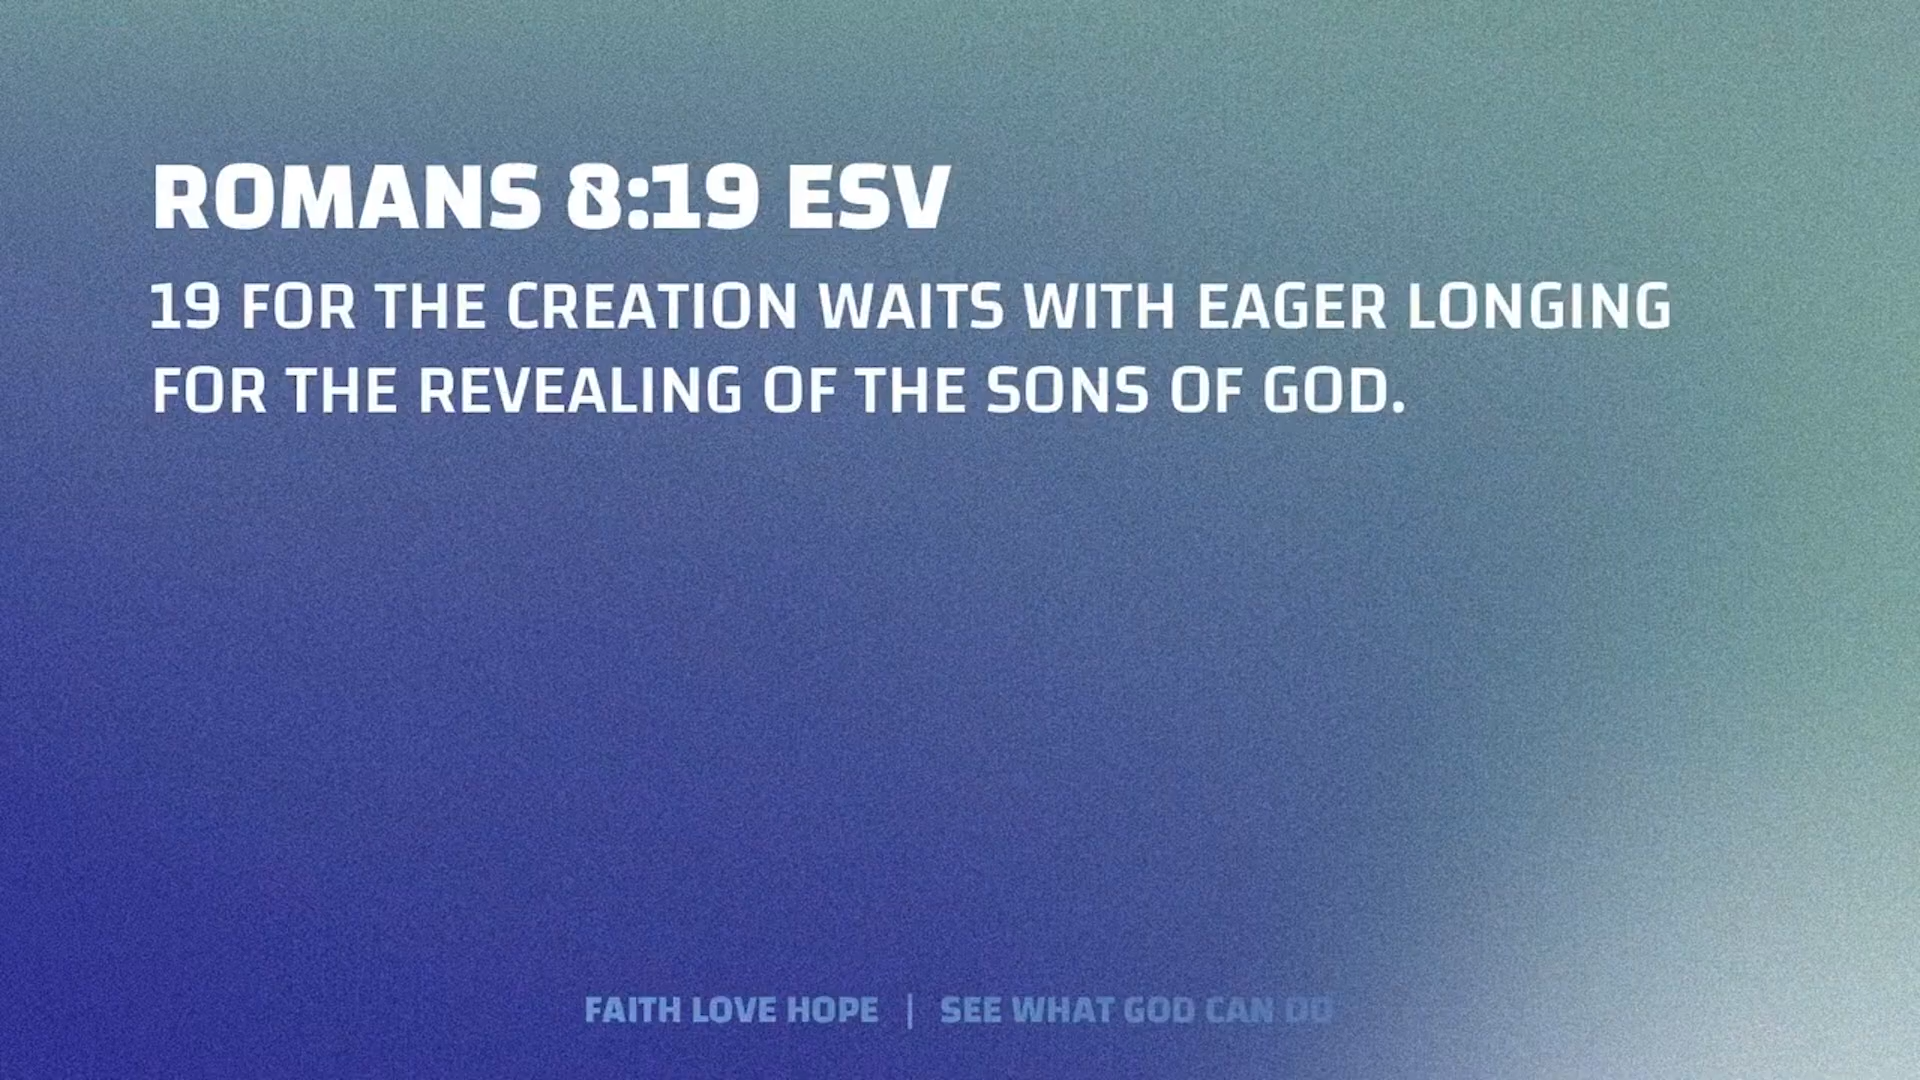 ROMANS 8:19 ESV
19 FOR THE CREATION WAITS WITH EAGER LONGING
FOR THE REVEALING OF THE SONS OF GOD.
FAITH LOVE HOPE | SEE WHAT GOD CAN DO